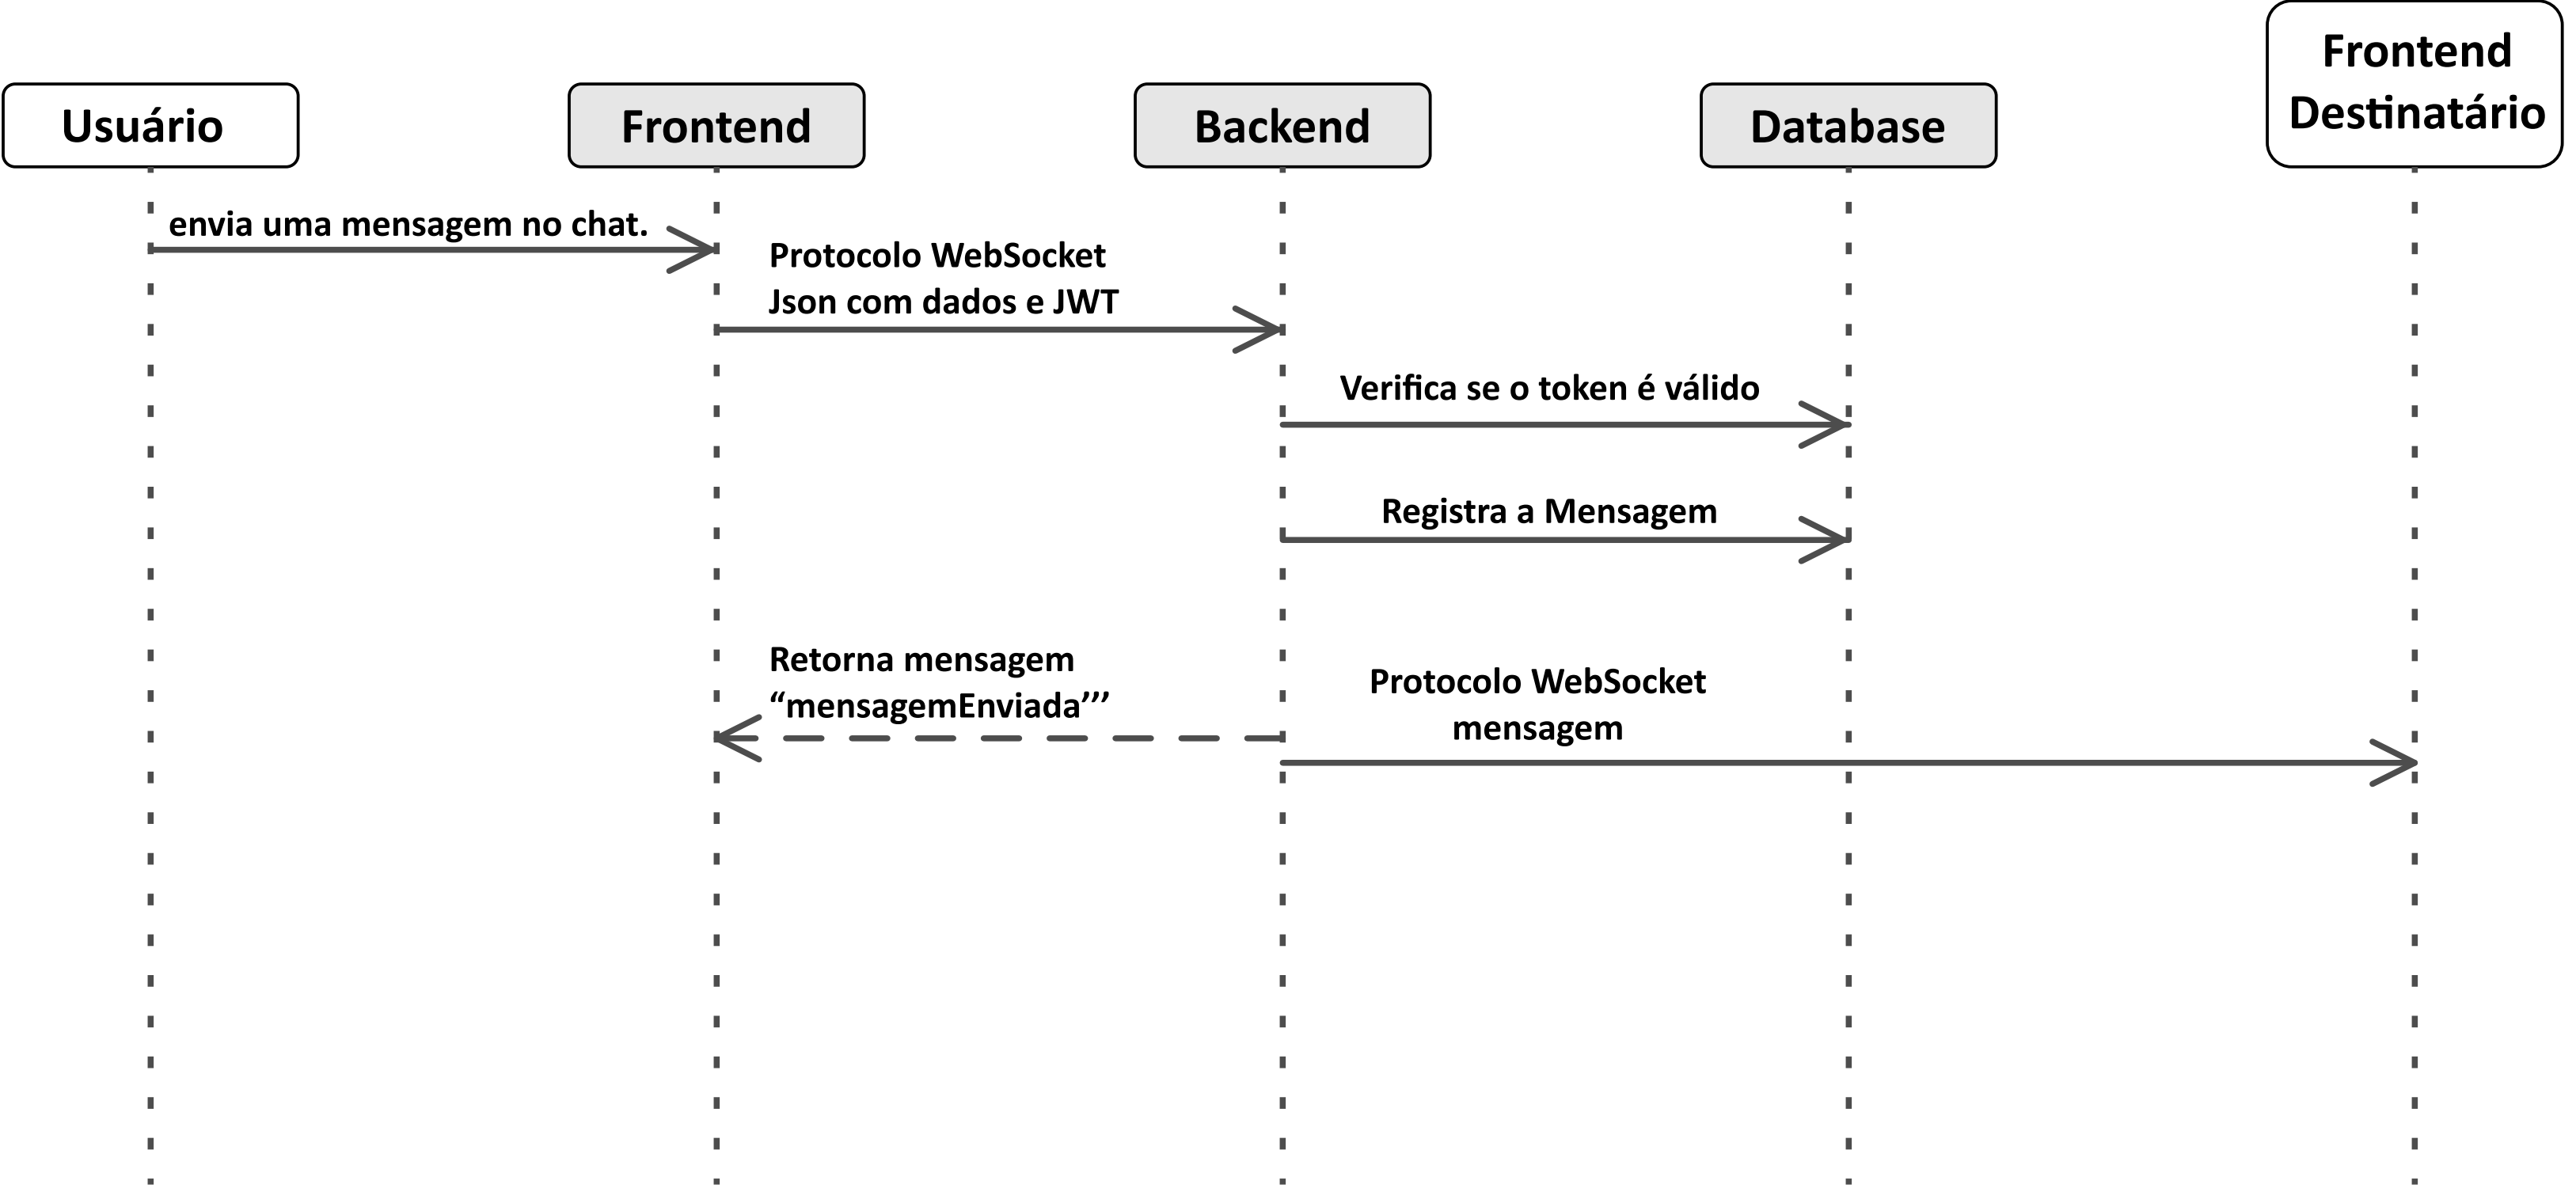 Usuário
Frontend
Backend
Database
Frontend
Destinatário
envia uma mensagem no chat.
Protocolo WebSocket
Json com dados e JWT
Verifica se o token é válido
Registra a Mensagem
Retorna mensagem
“mensagemEnviada’’’
Protocolo WebSocket
mensagem